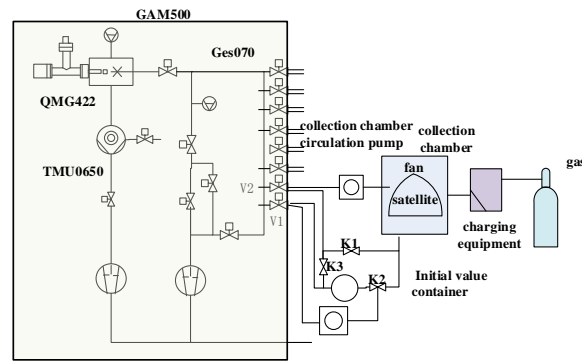 GAM500
Ges070
QMG422
TMU0650
V2
V1
collection chamber
circulation pump
collection
chamber
fan
satellite
gas
charging
equipment
K1
K3
K2
Initial value
container